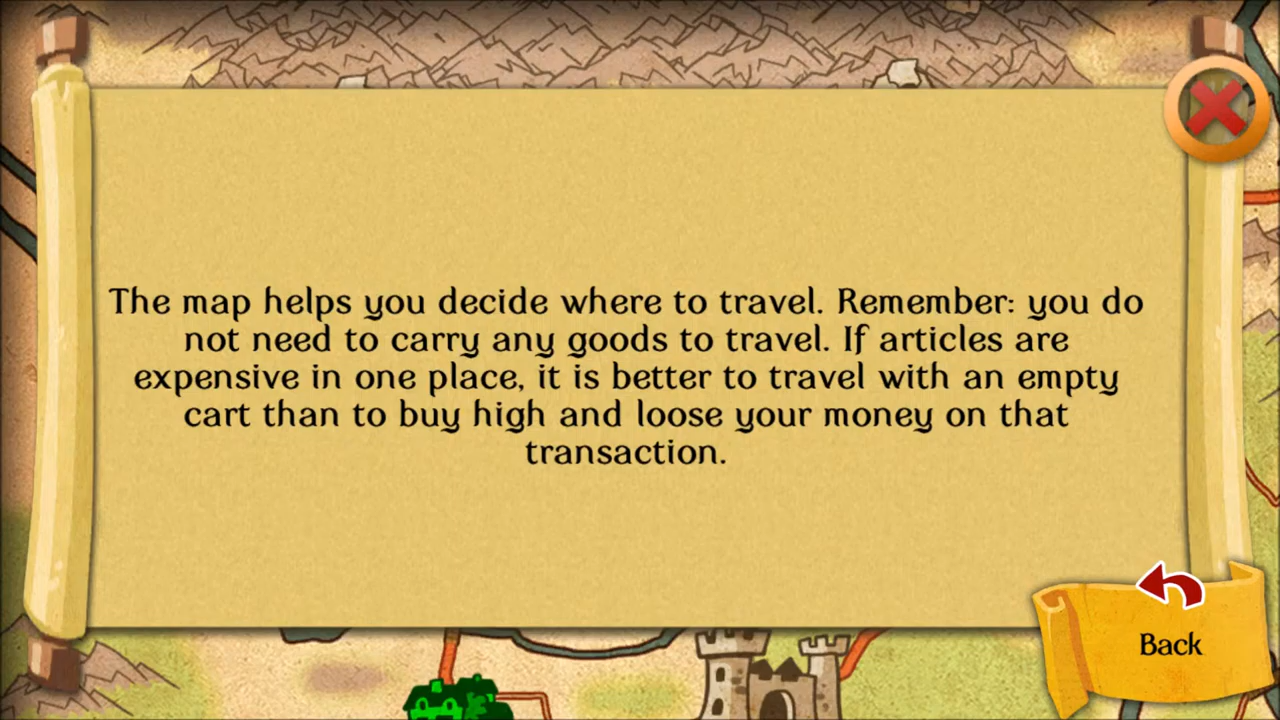 The map helps you decide where to travel. Remember: you do
not need to carry any goods to travel. If articles are
expensive in one place, it is better to travel with an empty
cart than to buy high and loose your money on that
transaction.
Back